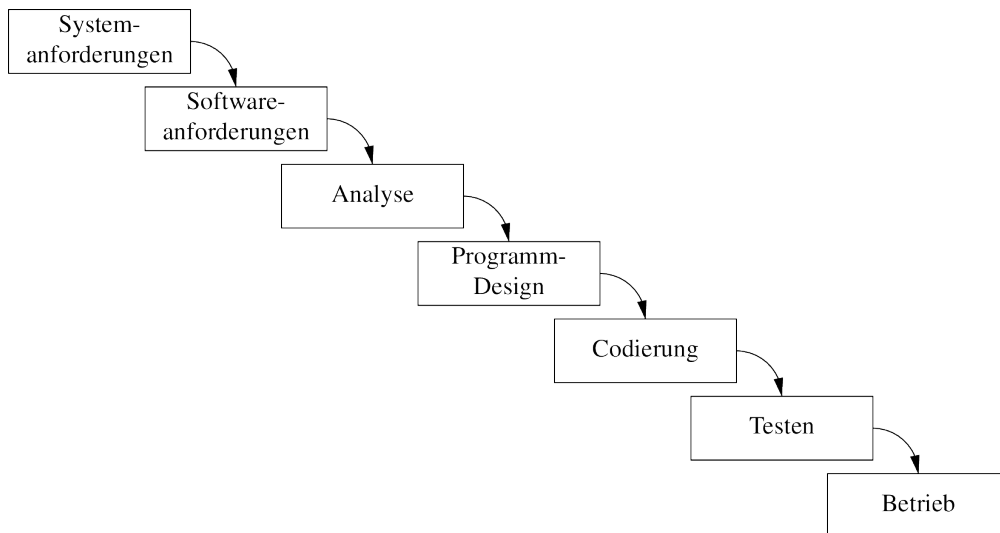 System-
anforderungen
Software-
anforderungen
Analyse
Programm-
Design
Codierung
Testen
Betrieb